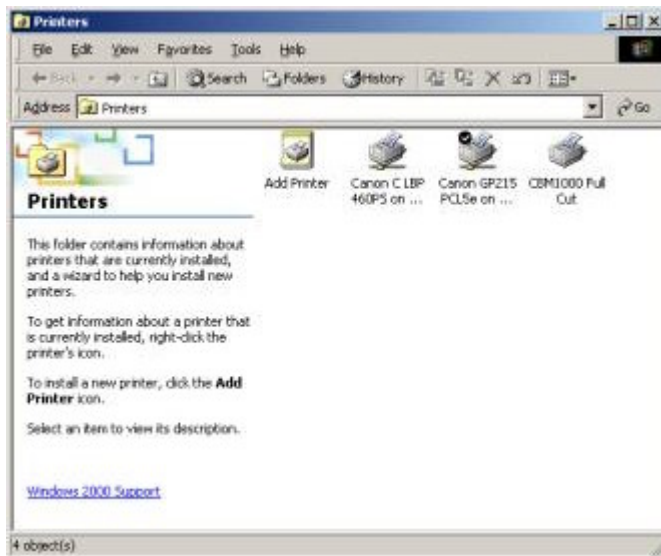 Printers
File Edit View Favorites Tools Help
Back Search Folders History
Address Printers Go
Add Printer
Canon C LBP
460PS on ...
Canon GP215
PCL5e on ...
CBM1000 Full
Cut
Printers
This folder contains information about
printers that are currently installed,
and a wizard to help you install new
printers.
To get information about a printer that
is currently installed, right-click the
printer's icon.
To install a new printer, click the Add
Printer icon.
Select an item to view its description.
Windows 2000 Support
4 object(s)